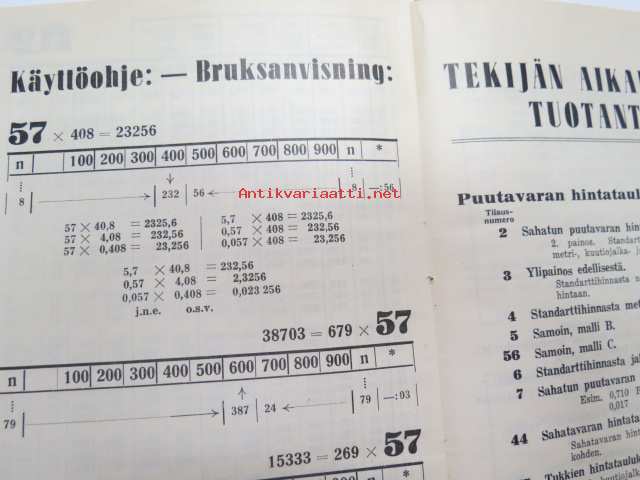 Käyttöohje: — Bruksanvisning:
57 × 408 = 23256
n 100 200 300 400 500 600 700 800 900 n *
8 232 56 8 —:56
Antikvariaatti.net
57 × 40,8 = 2325,6 5,7 × 408 = 2325,6
57 × 4,08 = 232,56 0,57 × 408 = 232,56
57 × 0,408 = 23,256 0,057 × 408 = 23,256
5,7 × 40,8 = 232,56
0,57 × 4,08 = 2,3256
0,057 × 0,408 = 0,023 256
j.n.e. o.s.v.
38703 = 679 × 57
n 100 200 300 400 500 600 700 800 900 n *
79 387 24 79 —:03
15333 = 269 × 57
TEKIJÄN AIKA
TUOTANT
Puutavaran hintataul
Tilaus-
numero
2 Sahatun puutavaran hin
2. painos. Standart
metri-, kuutiojalka-
3 Ylipainos edellisestä.
Standarttihinnasta m
hintaan.
4 Standarttihinnasta me
5 Samoin, malli B.
56 Samoin, malli C.
6 Standarttihinnasta jal
7 Sahatun puutavaran
Esim. 0,710 F
0,017
44 Sahatavaran hinta
Sahatavaran hinta
kohden.
Tukkien hintatauluk